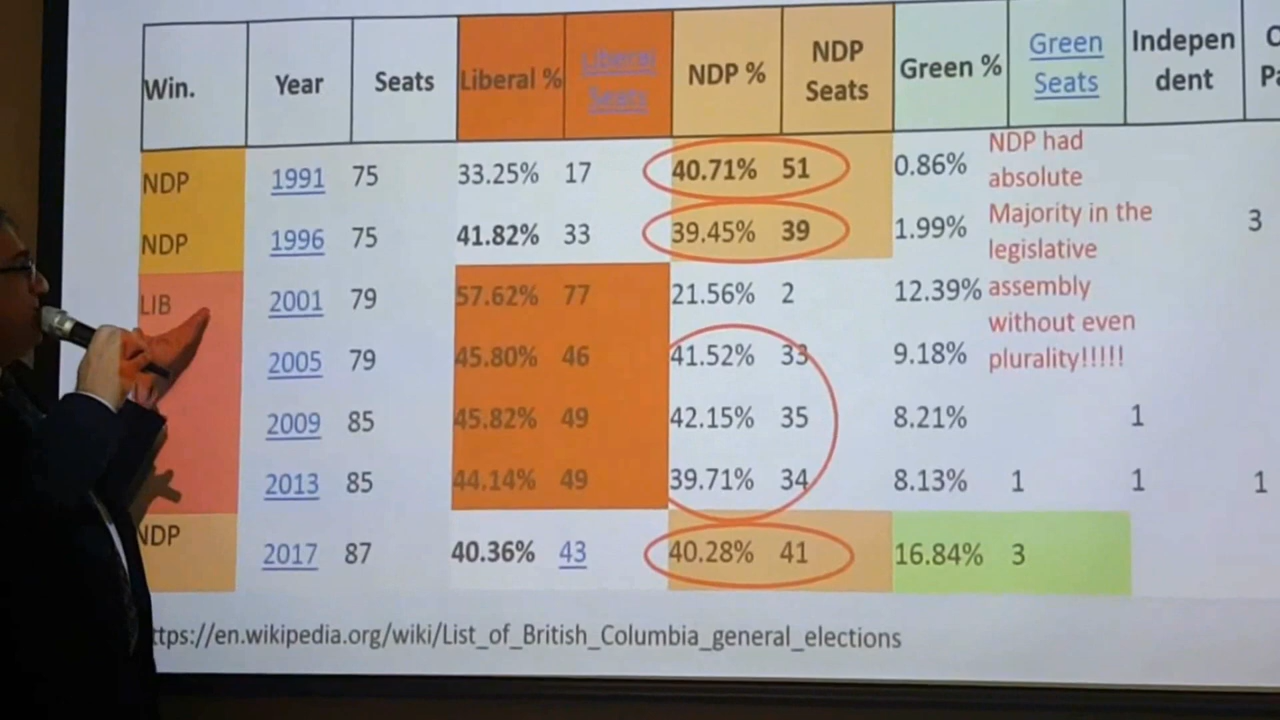 Win. Year Seats Liberal % Liberal Seats NDP % NDP Seats Green % Green Seats Indepen dent
NDP 1991 75 33.25% 17 40.71% 51 0.86%
NDP 1996 75 41.82% 33 39.45% 39 1.99% 3
LIB 2001 79 57.62% 77 21.56% 2 12.39%
2005 79 45.80% 46 41.52% 33 9.18%
2009 85 45.82% 49 42.15% 35 8.21% 1
2013 85 44.14% 49 39.71% 34 8.13% 1 1 1
NDP 2017 87 40.36% 43 40.28% 41 16.84% 3
NDP had
absolute
Majority in the
legislative
assembly
without even
plurality!!!!!
ttps://en.wikipedia.org/wiki/List_of_British_Columbia_general_elections